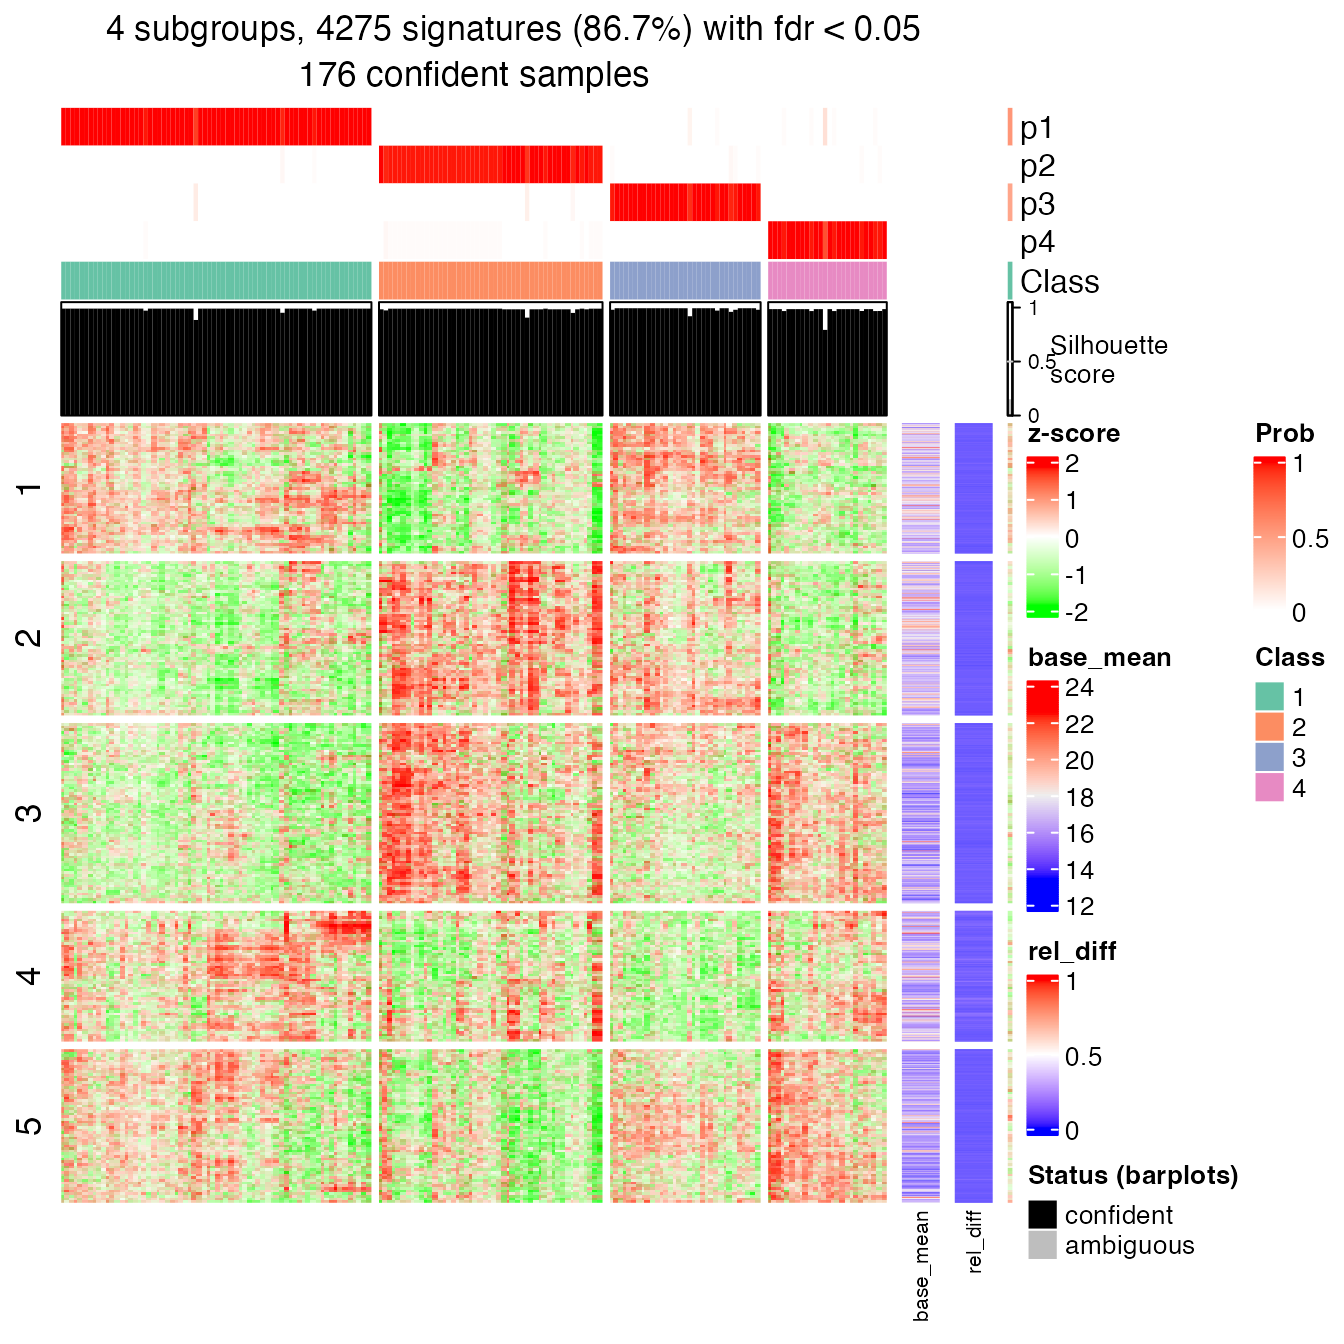 4 subgroups, 4275 signatures (86.7%) with fdr < 0.05
176 confident samples
p1
p2
p3
p4
Class
1
0.5
0
Silhouette
score
1
2
3
4
5
base_mean
rel_diff
z-score
2
1
0
-1
-2
Prob
1
0.5
0
base_mean
24
22
20
18
16
14
12
Class
1
2
3
4
rel_diff
1
0.5
0
Status (barplots)
confident
ambiguous